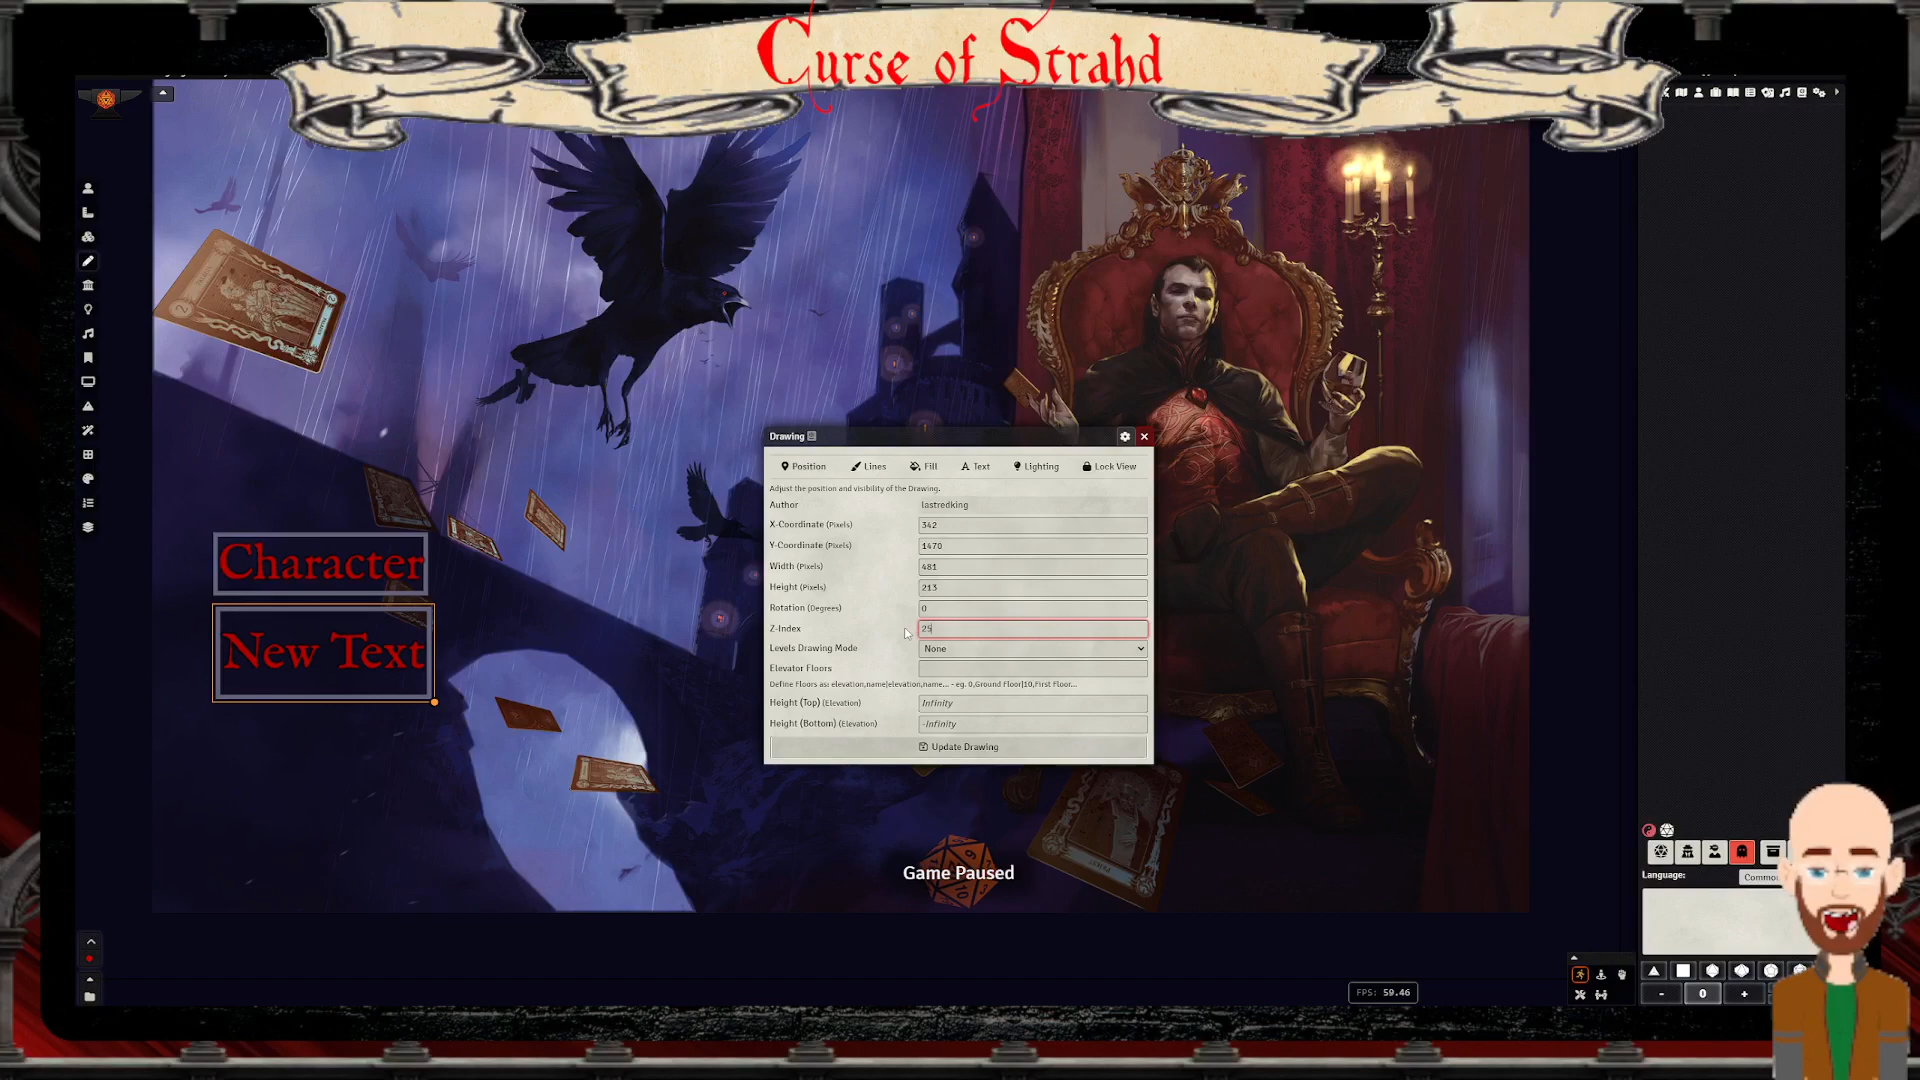 Curse of Strahd
Drawing
Position Lines Fill Text Lighting Lock View
Adjust the position and visibility of the Drawing.
Author lastredking
X-Coordinate (Pixels) 342
Y-Coordinate (Pixels) 1470
Width (Pixels) 481
Height (Pixels) 213
Rotation (Degrees) 0
Z-Index 25
Levels Drawing Mode None
Elevator Floors
Define Floors as: elevation,name|elevation,name... - eg. 0,Ground Floor|10,First Floor...
Height (Top) (Elevation) Infinity
Height (Bottom) (Elevation) -Infinity
Update Drawing
Character
New Text
Game Paused
FPS: 59.46
Language: Commo
- 0 +